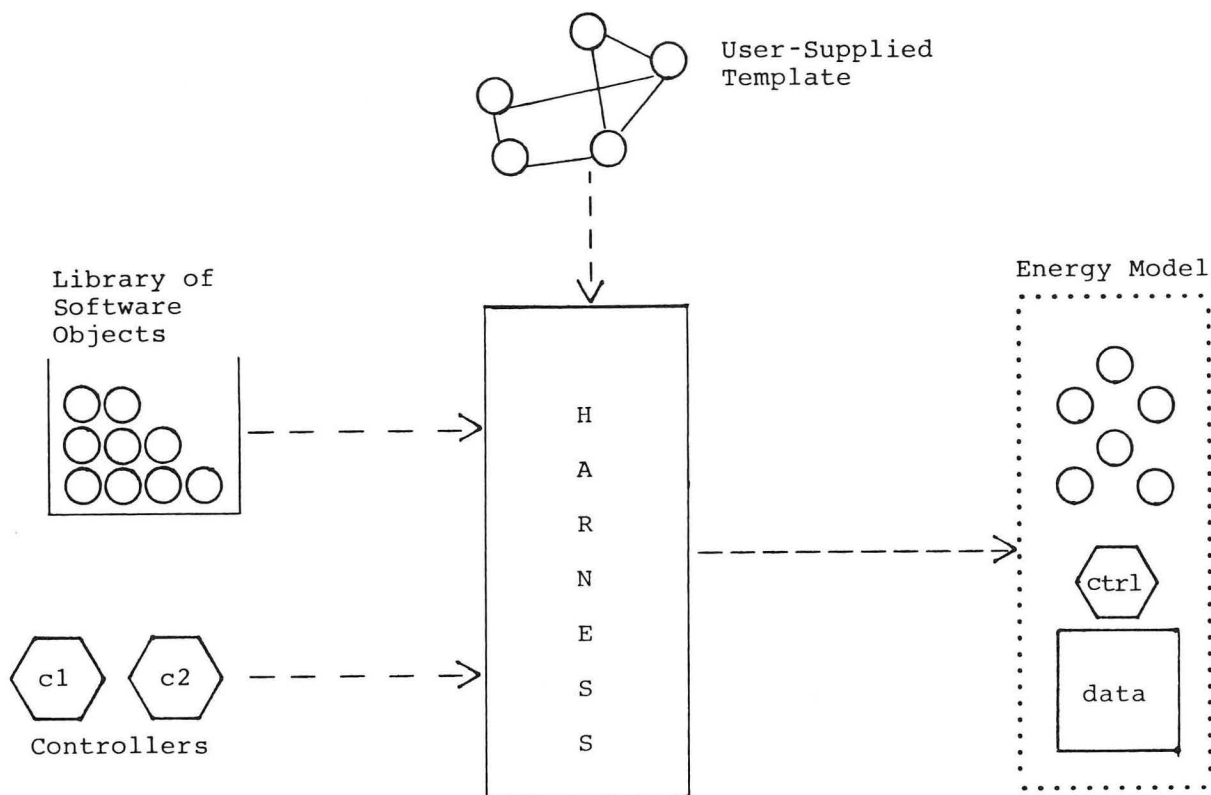 User-Supplied
Template
Library of
Software
Objects
Energy Model
H
A
R
N
E
S
S
ctrl
c1
c2
data
Controllers